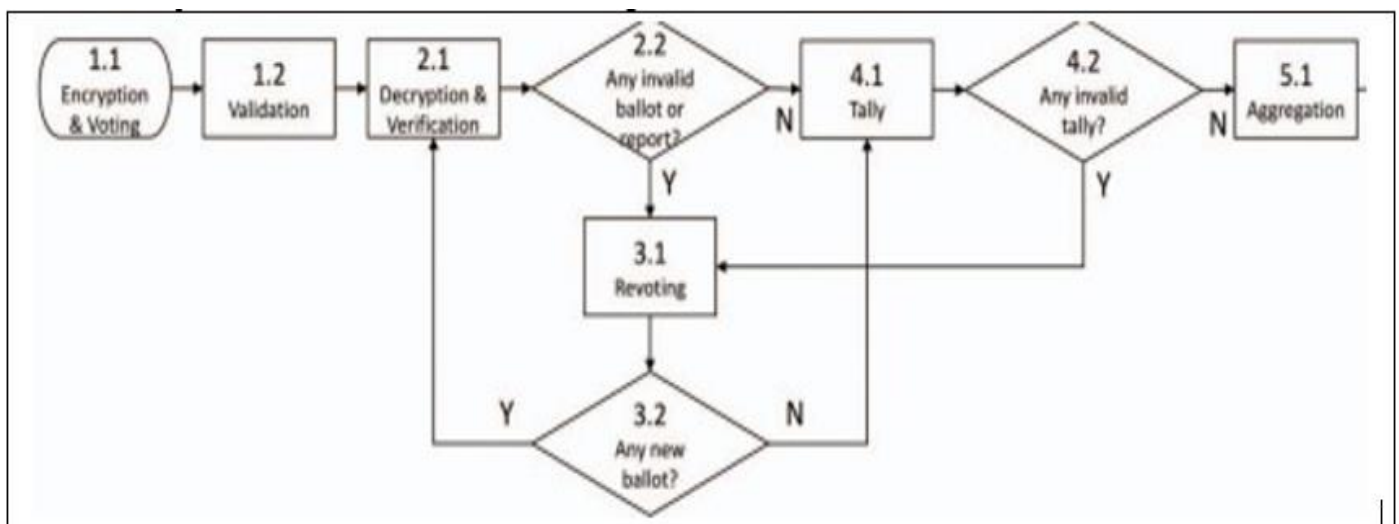 1.1
Encryption
& Voting
1.2
Validation
2.1
Decryption &
Verification
2.2
Any invalid
ballot or
report?
N
Y
4.1
Tally
4.2
Any invalid
tally?
N
Y
5.1
Aggregation
3.1
Revoting
3.2
Any new
ballot?
Y
N